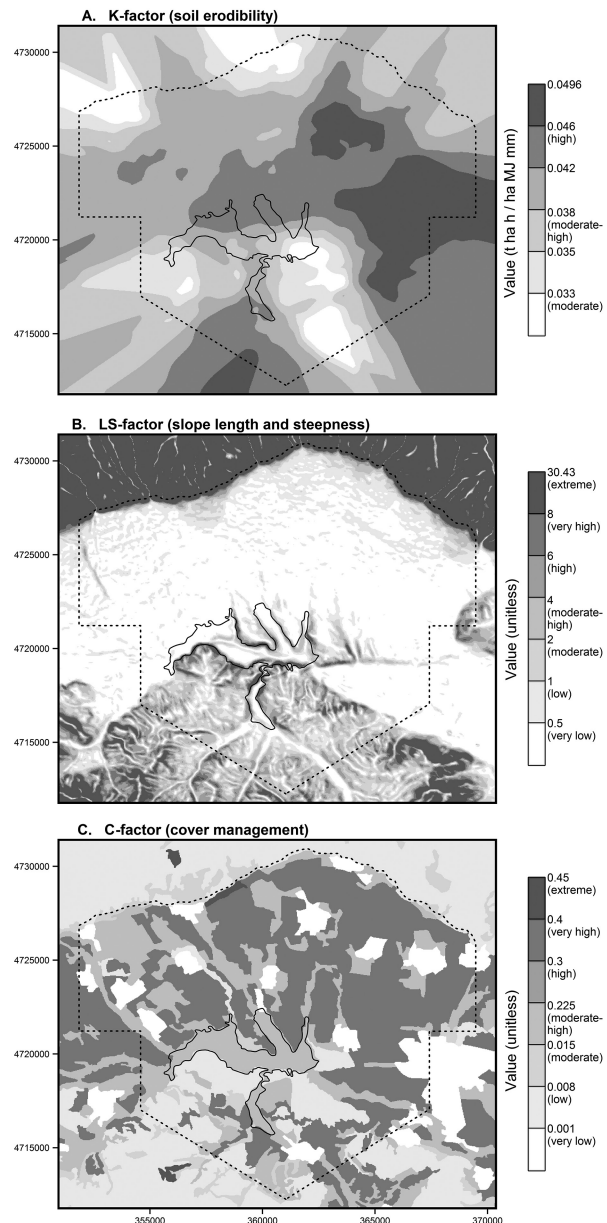 A. K-factor (soil erodibility)
4730000
4725000
4720000
4715000
0.0496
0.046
(high)
0.042
0.038
(moderate-
high)
0.035
0.033
(moderate)
Value (t ha h / ha MJ mm)
B. LS-factor (slope length and steepness)
4730000
4725000
4720000
4715000
30.43
(extreme)
8
(very high)
6
(high)
4
(moderate-
high)
2
(moderate)
1
(low)
0.5
(very low)
Value (unitless)
C. C-factor (cover management)
4730000
4725000
4720000
4715000
0.45
(extreme)
0.4
(very high)
0.3
(high)
0.225
(moderate-
high)
0.015
(moderate)
0.008
(low)
0.001
(very low)
Value (unitless)
355000 360000 365000 370000